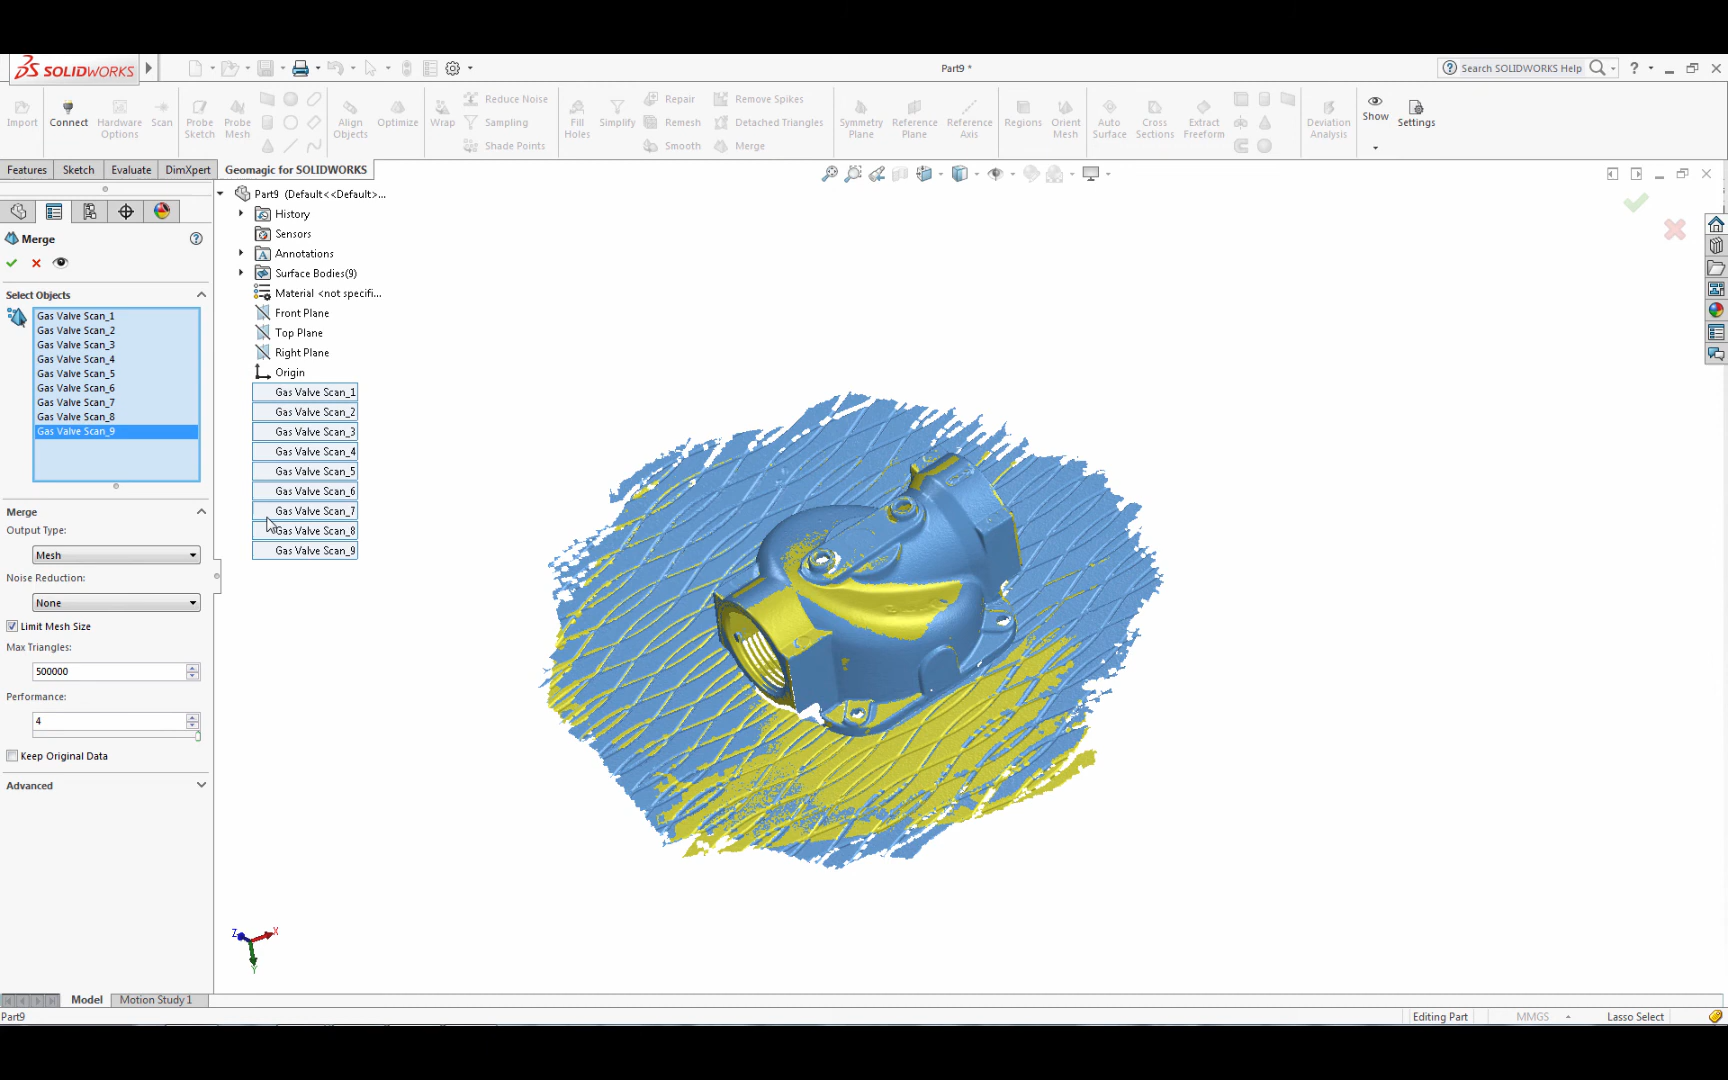 SOLIDWORKS
Part9 *
Search SOLIDWORKS Help
?
Import
Connect
Hardware Options
Scan
Probe Sketch
Probe Mesh
Align Objects
Optimize
Wrap
Reduce Noise
Sampling
Shade Points
Fill Holes
Simplify
Repair
Remesh
Smooth
Remove Spikes
Detached Triangles
Merge
Symmetry Plane
Reference Plane
Reference Axis
Regions
Orient Mesh
Auto Surface
Cross Sections
Extract Freeform
Deviation Analysis
Show
Settings
Features
Sketch
Evaluate
DimXpert
Geomagic for SOLIDWORKS
Merge
Select Objects
Gas Valve Scan_1
Gas Valve Scan_2
Gas Valve Scan_3
Gas Valve Scan_4
Gas Valve Scan_5
Gas Valve Scan_6
Gas Valve Scan_7
Gas Valve Scan_8
Gas Valve Scan_9
Merge
Output Type:
Mesh
Noise Reduction:
None
Limit Mesh Size
Max Triangles:
500000
Performance:
4
Keep Original Data
Advanced
Part9 (Default<<Default>...
History
Sensors
Annotations
Surface Bodies(9)
Material <not specifi...
Front Plane
Top Plane
Right Plane
Origin
Gas Valve Scan_1
Gas Valve Scan_2
Gas Valve Scan_3
Gas Valve Scan_4
Gas Valve Scan_5
Gas Valve Scan_6
Gas Valve Scan_7
Gas Valve Scan_8
Gas Valve Scan_9
Z
X
Y
Model
Motion Study 1
Part9
Editing Part
MMGS
Lasso Select